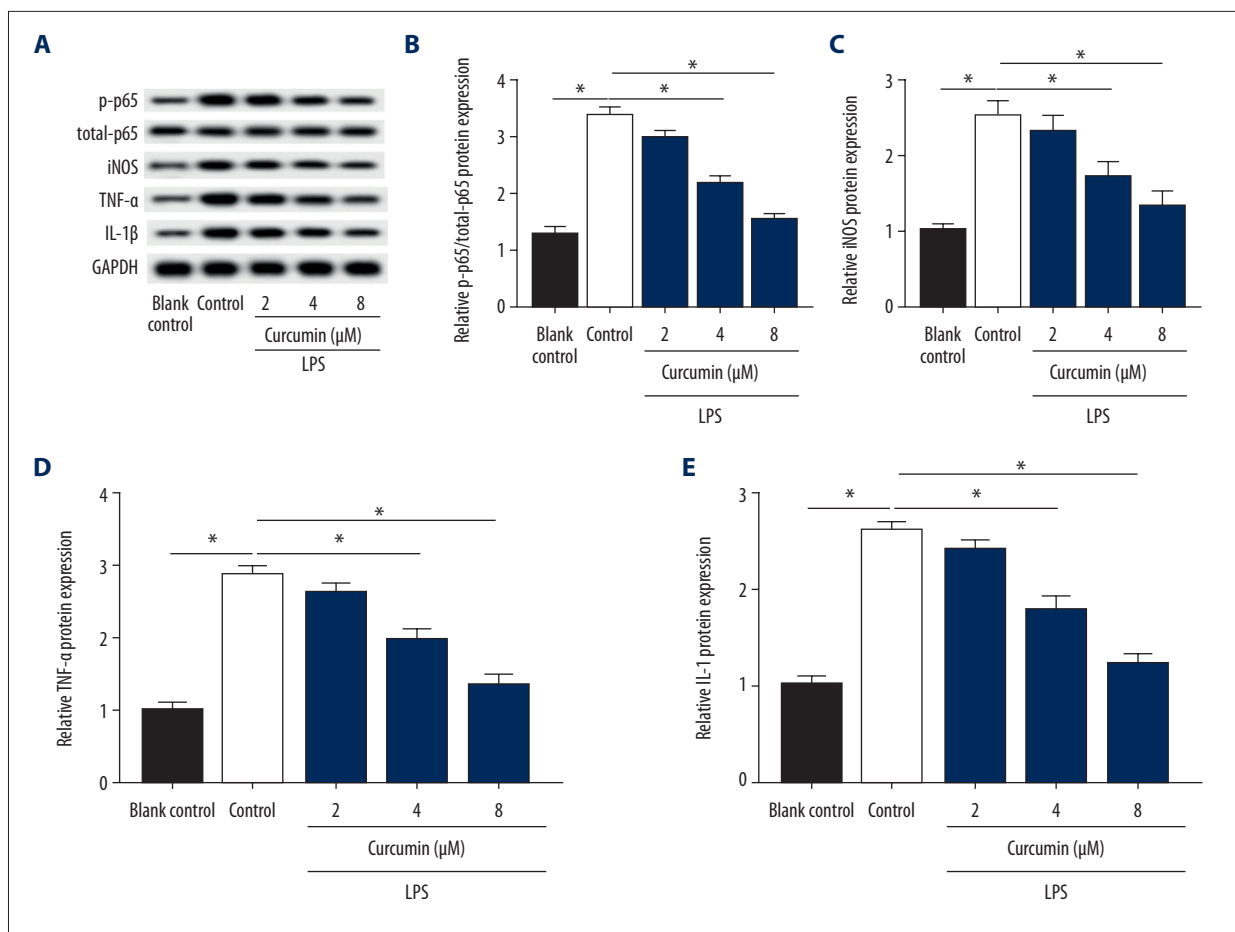 A
p-p65
total-p65
iNOS
TNF-α
IL-1β
GAPDH
Blank control
Control
2
4
8
Curcumin (μM)
LPS
B
Relative p-p65/total-p65 protein expression
4
3
2
1
0
*
*
*
Blank control
Control
2
4
8
Curcumin (μM)
LPS
C
Relative iNOS protein expression
3
2
1
0
*
*
*
Blank control
Control
2
4
8
Curcumin (μM)
LPS
D
Relative TNF-α protein expression
4
3
2
1
0
*
*
*
Blank control
Control
2
4
8
Curcumin (μM)
LPS
E
Relative IL-1 protein expression
3
2
1
0
*
*
*
Blank control
Control
2
4
8
Curcumin (μM)
LPS